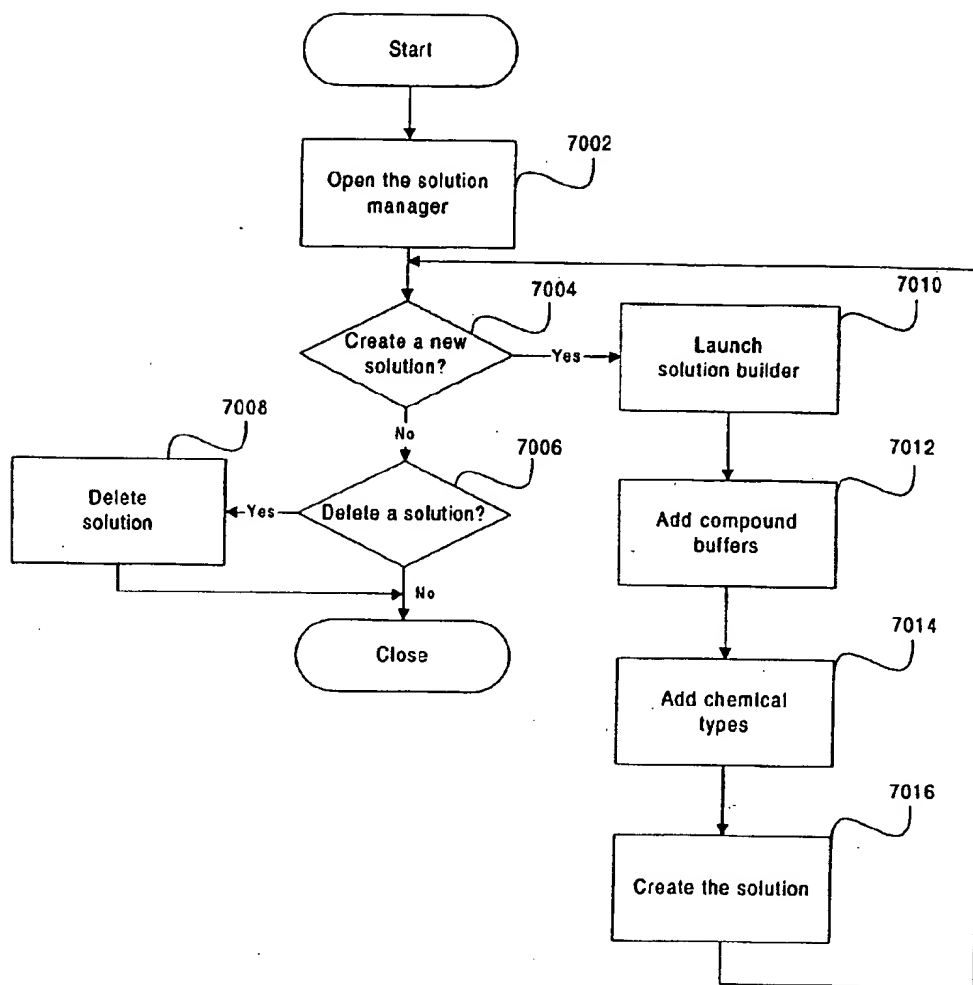 Start
7002
Open the solution
manager
7004
Create a new
solution?
Yes
7010
Launch
solution builder
No
7008
Delete
solution
7006
Delete a solution?
Yes
7012
Add compound
buffers
No
Close
7014
Add chemical
types
7016
Create the solution